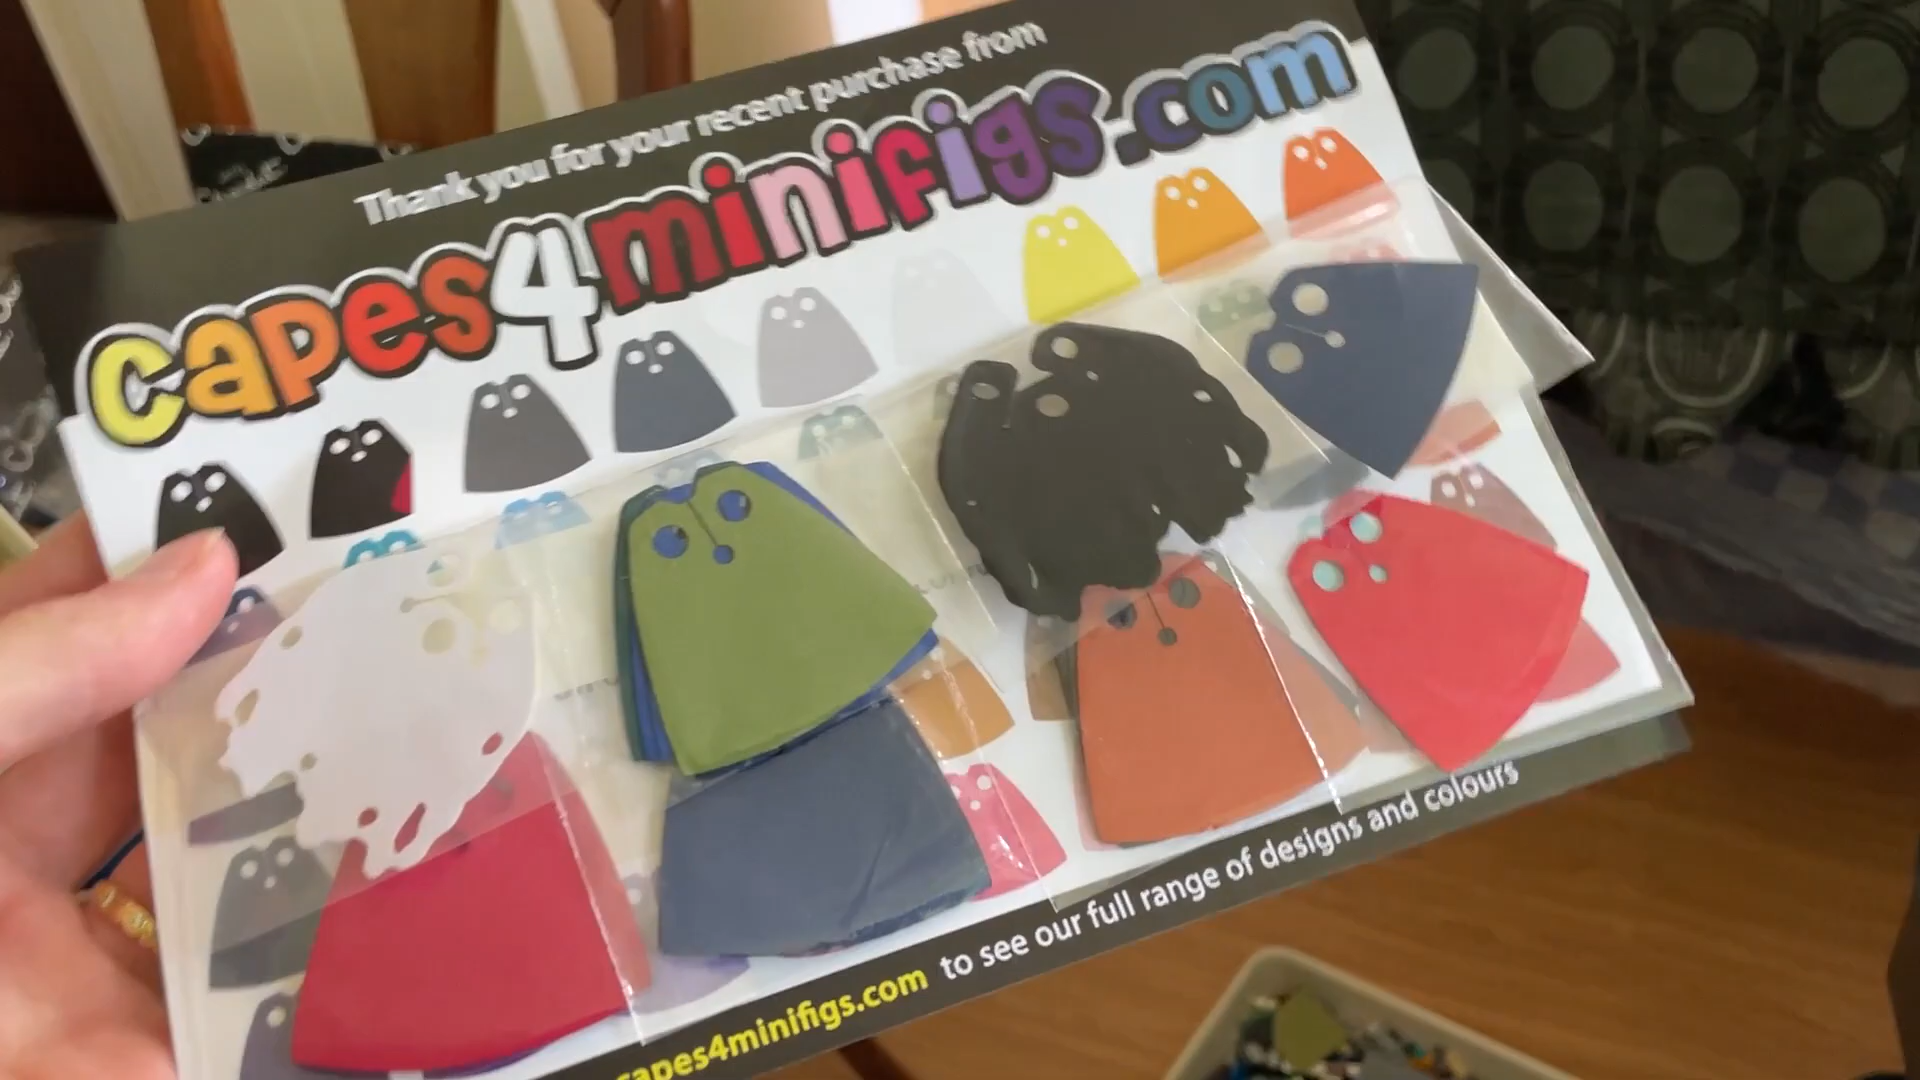 Thank you for your recent purchase from
capes4minifigs.com
capes4minifigs.com to see our full range of designs and colours